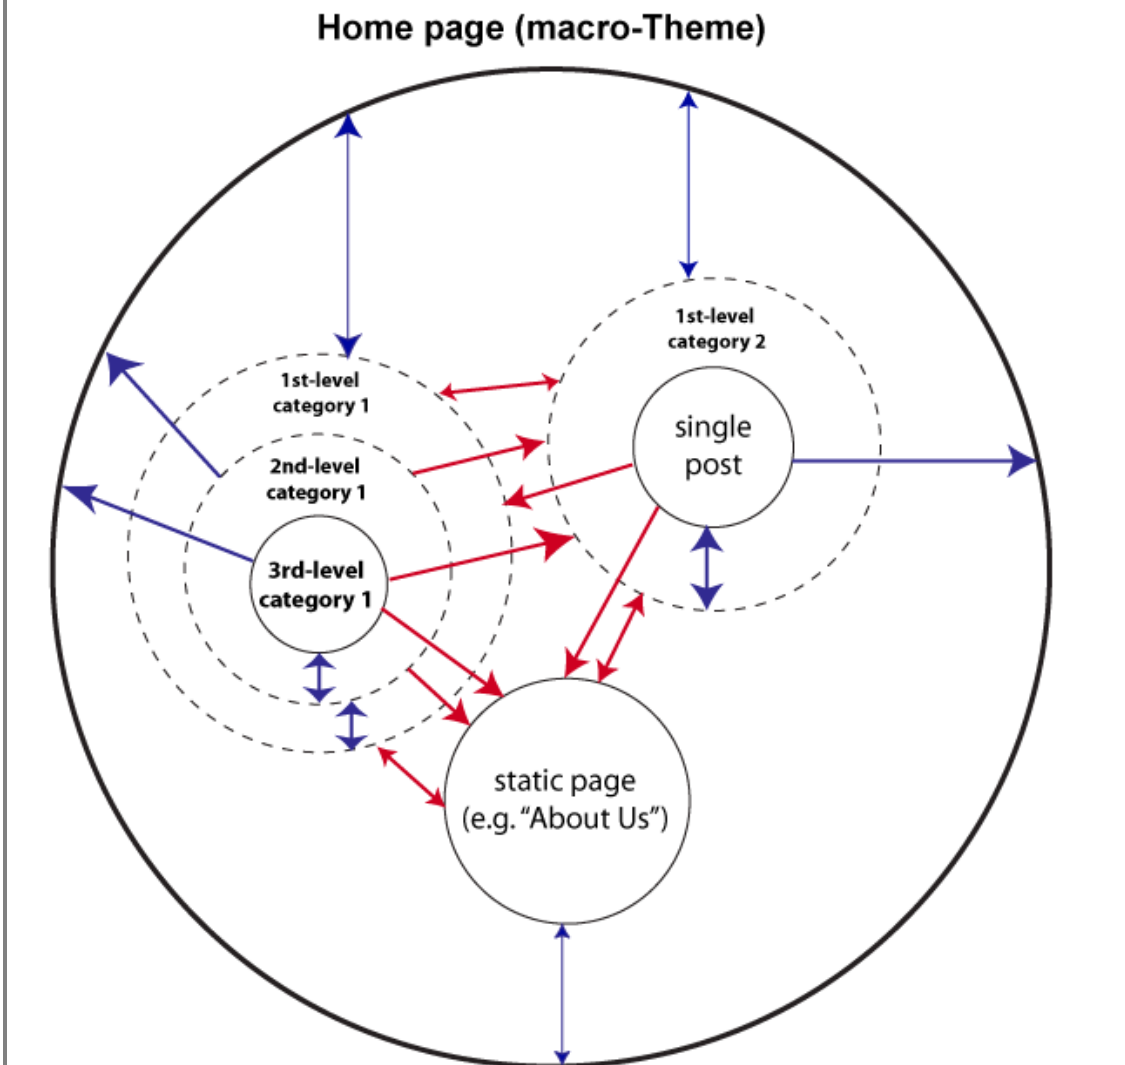 Home page (macro-Theme)
1st-level
category 2
1st-level
category 1
single
post
2nd-level
category 1
3rd-level
category 1
static page
(e.g. “About Us”)